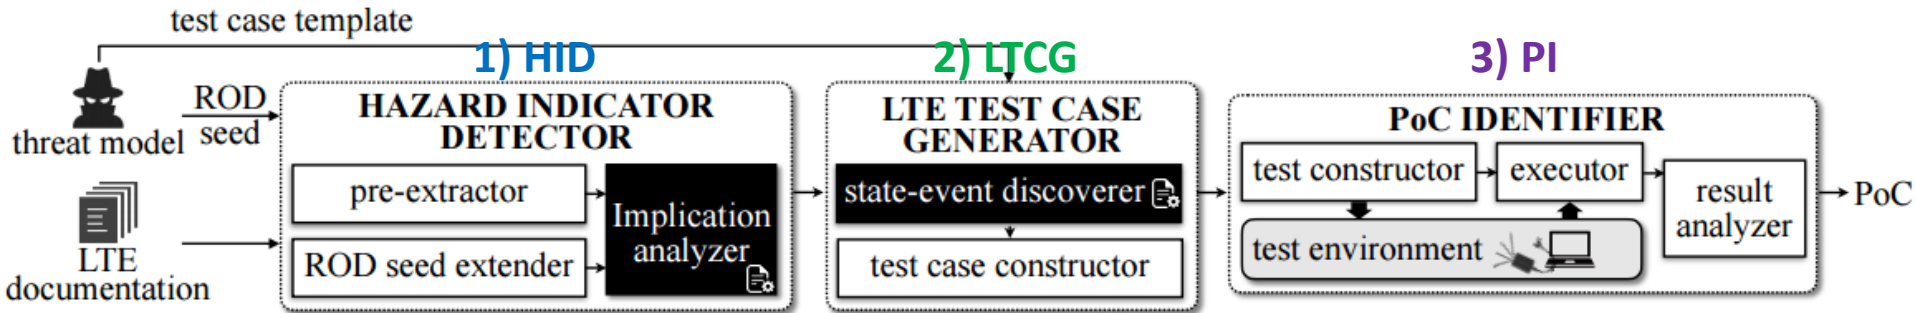 test case template
1) HID
2) LTCG
3) PI
threat model
ROD
seed
LTE
documentation
HAZARD INDICATOR
DETECTOR
pre-extractor
ROD seed extender
Implication
analyzer
LTE TEST CASE
GENERATOR
state-event discoverer
test case constructor
PoC IDENTIFIER
test constructor
executor
test environment
result
analyzer
PoC